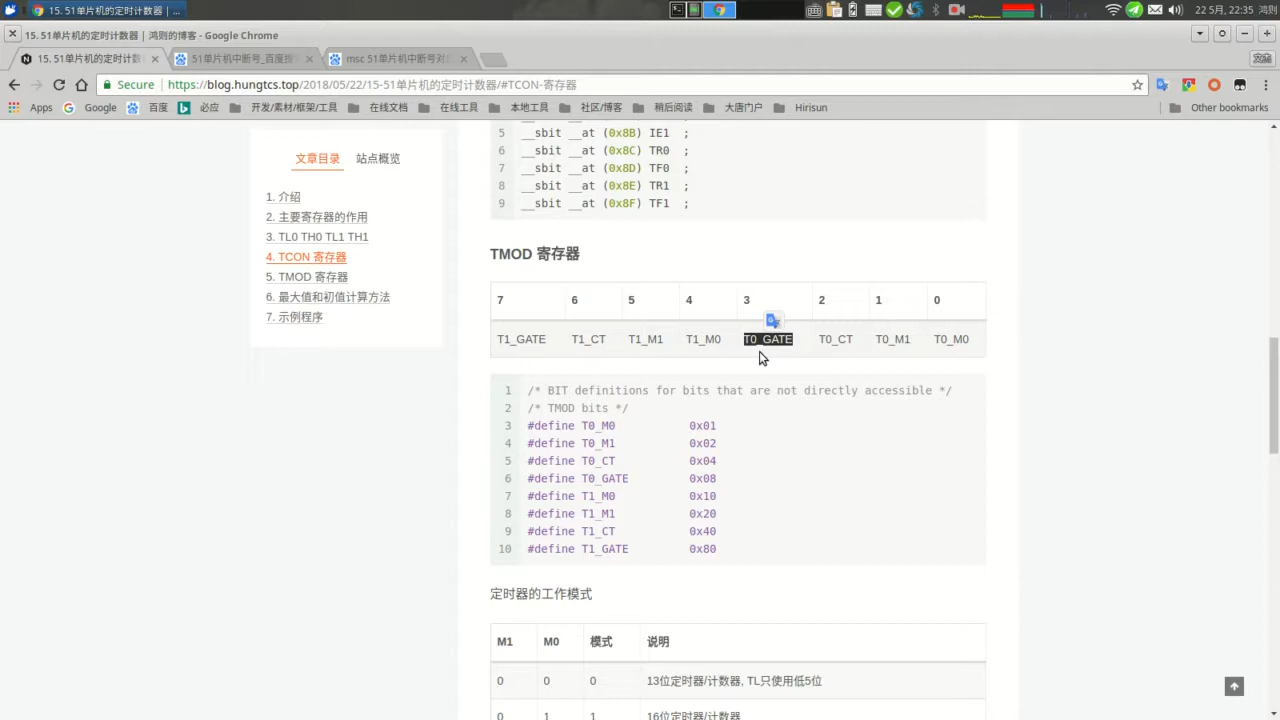 15. 51单片机的定时计数器 | ...
22 5月, 22:35 鸿则
15. 51单片机的定时计数器 | 鸿则的博客 - Google Chrome
15. 51单片机的定时计数
51单片机中断号_百度搜
msc 51单片机中断号对应
Secure
https://blog.hungtcs.top/2018/05/22/15-51单片机的定时计数器/#TCON-寄存器
Apps Google 百度 必应 开发/素材/框架/工具 在线文档 在线工具 本地工具 社区/博客 稍后阅读 大唐门户 Hirisun Other bookmarks
文章目录 站点概览
1. 介绍
2. 主要寄存器的作用
3. TL0 TH0 TL1 TH1
4. TCON 寄存器
5. TMOD 寄存器
6. 最大值和初值计算方法
7. 示例程序
5 __sbit __at (0x8B) IE1 ;
6 __sbit __at (0x8C) TR0 ;
7 __sbit __at (0x8D) TF0 ;
8 __sbit __at (0x8E) TR1 ;
9 __sbit __at (0x8F) TF1 ;
TMOD 寄存器
7 6 5 4 3 2 1 0
T1_GATE T1_CT T1_M1 T1_M0 T0_GATE T0_CT T0_M1 T0_M0
1 /* BIT definitions for bits that are not directly accessible */
2 /* TMOD bits */
3 #define T0_M0 0x01
4 #define T0_M1 0x02
5 #define T0_CT 0x04
6 #define T0_GATE 0x08
7 #define T1_M0 0x10
8 #define T1_M1 0x20
9 #define T1_CT 0x40
10 #define T1_GATE 0x80
定时器的工作模式
M1 M0 模式 说明
0 0 0 13位定时器/计数器, TL只使用低5位
0 1 1 16位定时器/计数器